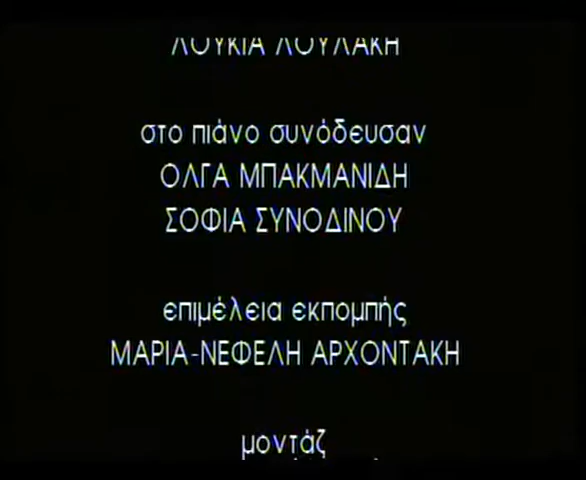 ΛΟΥΚΙΑ ΛΟΥΛΑΚΗ
στο πιάνο συνόδευσαν
ΟΛΓΑ ΜΠΑΚΜΑΝΙΔΗ
ΣΟΦΙΑ ΣΥΝΟΔΙΝΟΥ
επιμέλεια εκπομπής
ΜΑΡΙΑ-ΝΕΦΕΛΗ ΑΡΧΟΝΤΑΚΗ
μοντάζ